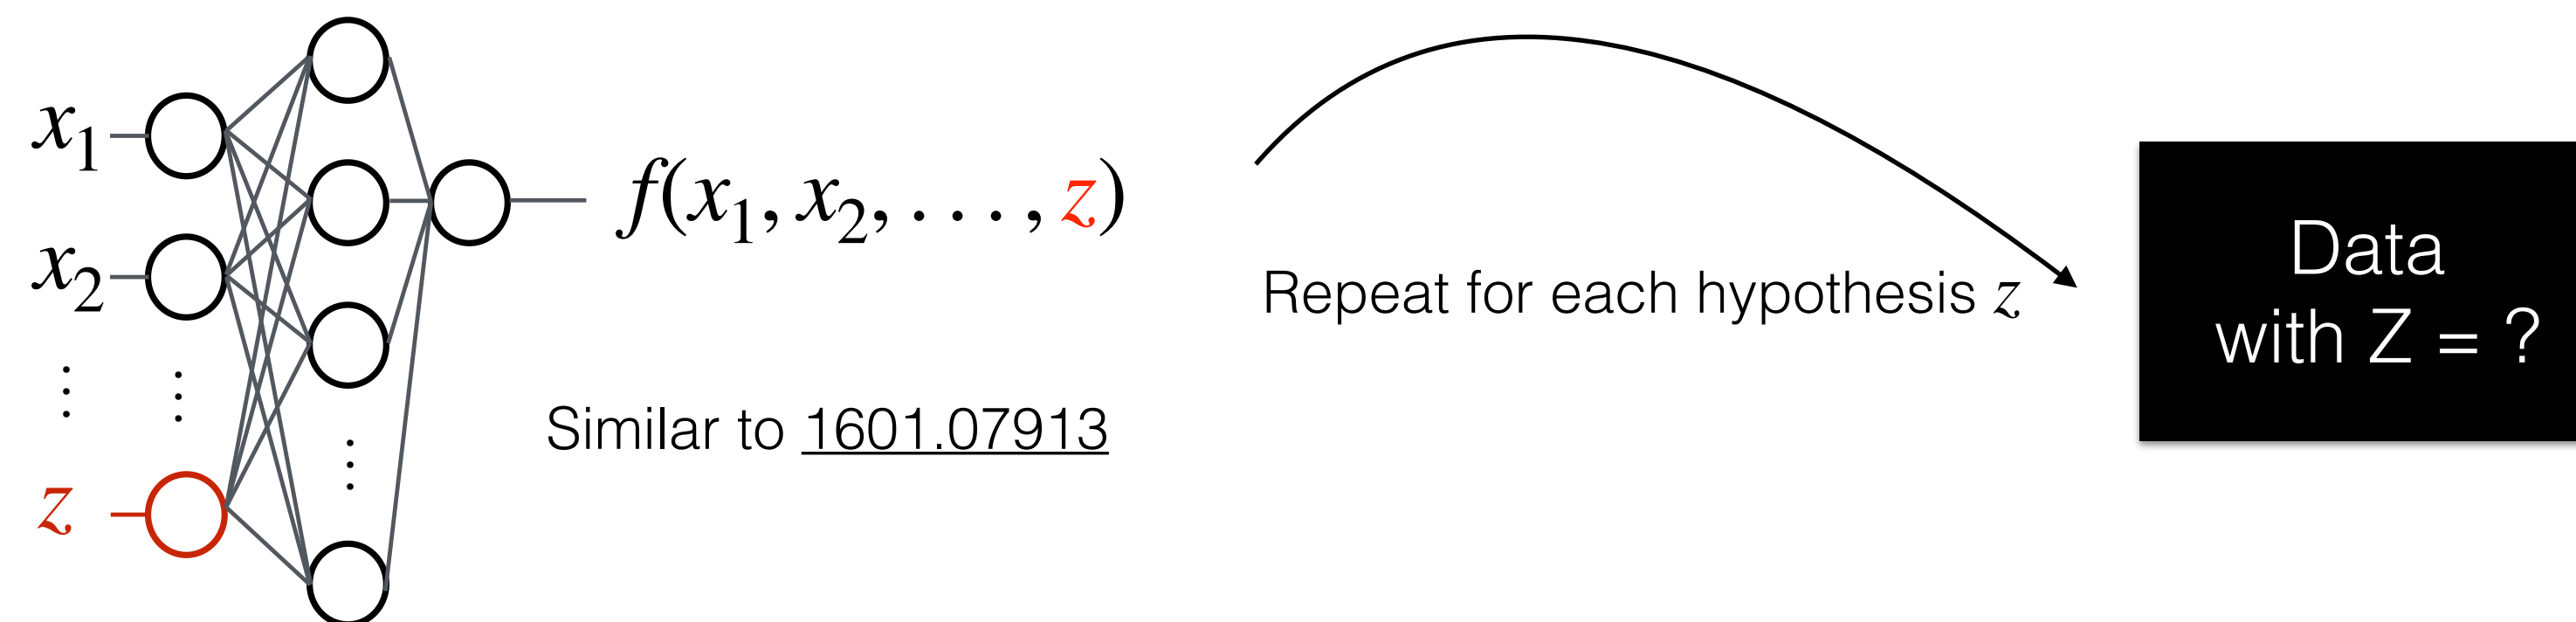 x₁
x₂
⋮ ⋮
z
⋮
f(x₁, x₂, . . . , z)
Similar to 1601.07913
Repeat for each hypothesis z
Data
with Z = ?